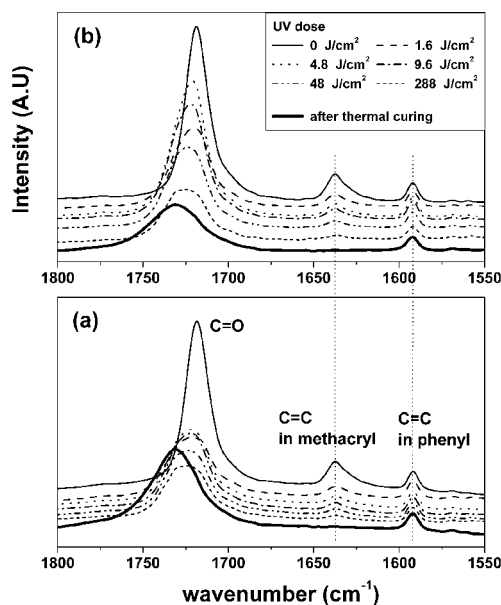 (b)
UV dose
0 J/cm²
1.6 J/cm²
4.8 J/cm²
9.6 J/cm²
48 J/cm²
288 J/cm²
after thermal curing
Intensity (A.U)
1800 1750 1700 1650 1600 1550
(a)
C=O
C=C
in methacryl
C=C
in phenyl
1800 1750 1700 1650 1600 1550
wavenumber (cm⁻¹)